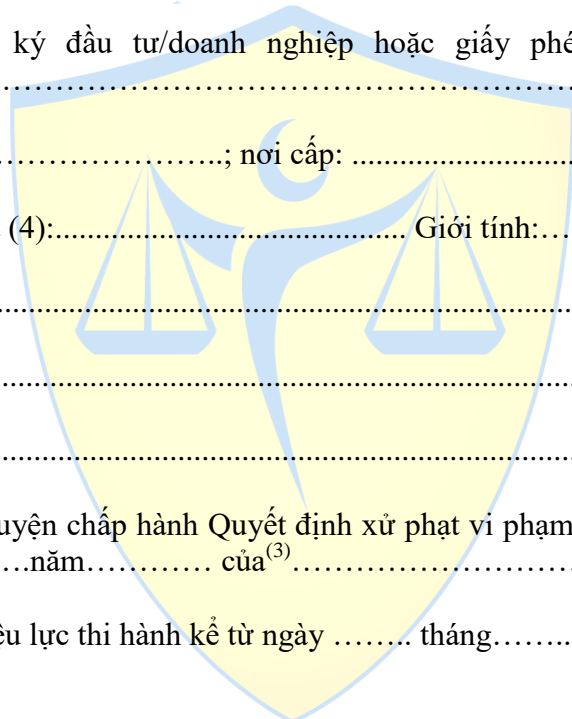 ký đầu tư/doanh nghiệp hoặc giấy phé
……………………………………………………
…………………..; nơi cấp: ..............................
(4):............................................. Giới tính:…
..........................................................................
..........................................................................
..........................................................................
uyện chấp hành Quyết định xử phạt vi phạm
….năm………… của(3)………………………
ệu lực thi hành kể từ ngày …….. tháng……..